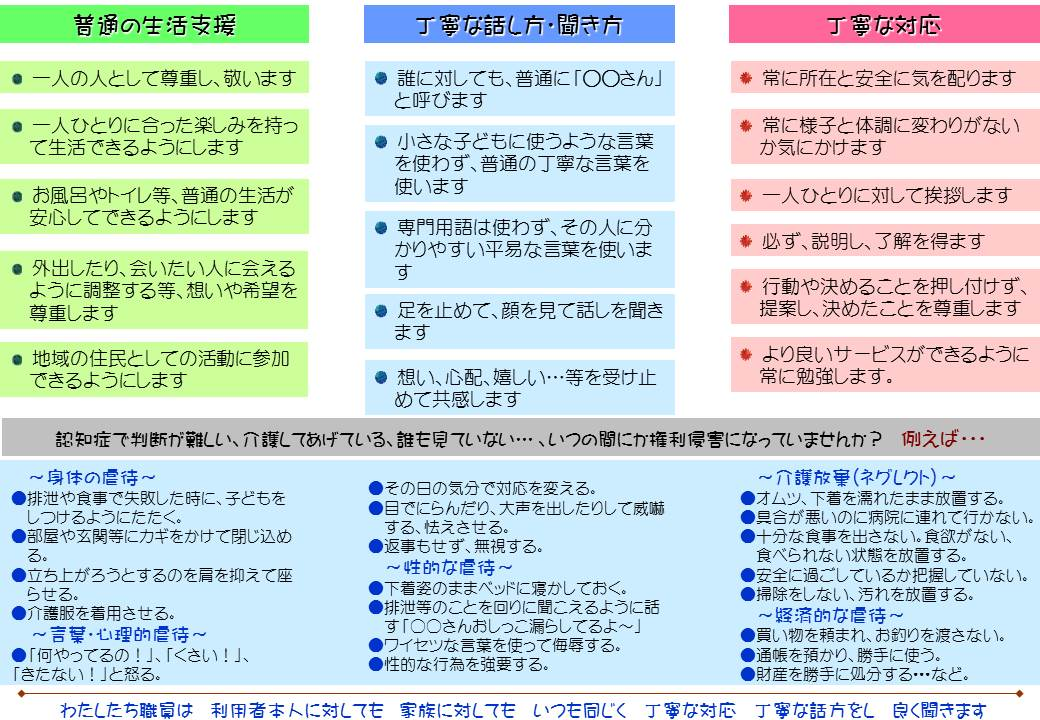 普通の生活支援
● 一人の人として尊重し、敬います
● 一人ひとりに合った楽しみを持っ
て生活できるようにします
● お風呂やトイレ等、普通の生活が
安心してできるようにします
● 外出したり、会いたい人に会える
ように調整する等、想いや希望を
尊重します
● 地域の住民としての活動に参加
できるようにします
丁寧な話し方・聞き方
● 誰に対しても、普通に「〇〇さん」
と呼びます
● 小さな子どもに使うような言葉
を使わず、普通の丁寧な言葉を
使います
● 専門用語は使わず、その人に分
かりやすい平易な言葉を使いま
す
● 足を止めて、顔を見て話しを聞き
ます
● 想い、心配、嬉しい…等を受け止
めて共感します
丁寧な対応
● 常に所在と安全に気を配ります
● 常に様子と体調に変わりがない
か気にかけます
● 一人ひとりに対して挨拶します
● 必ず、説明し、了解を得ます
● 行動や決めることを押し付けず、
提案し、決めたことを尊重します
● より良いサービスができるように
常に勉強します。
認知症で判断が難しい、介護してあげている、誰も見ていない…、いつの間にか権利侵害になっていませんか？ 例えば・・・
～身体の虐待～
●排泄や食事で失敗した時に、子どもを
しつけるようにたたく。
●部屋や玄関等にカギをかけて閉じ込め
る。
●立ち上がろうとするのを肩を抑えて座
らせる。
●介護服を着用させる。
～言葉・心理的虐待～
●「何やってるの！」、「くさい！」、
「きたない！」と怒る。
●その日の気分で対応を変える。
●目でにらんだり、大声を出したりして威嚇
する、怯えさせる。
●返事もせず、無視する。
～性的な虐待～
●下着姿のままベッドに寝かしておく。
●排泄等のことを回りに聞こえるように話
す「〇〇さんおしっこ漏らしてるよ～」
●ワイセツな言葉を使って侮辱する。
●性的な行為を強要する。
～介護放棄（ネグレクト）～
●オムツ、下着を濡れたまま放置する。
●具合が悪いのに病院に連れて行かない。
●十分な食事を出さない。食欲がない、
食べられない状態を放置する。
●安全に過ごしているか把握していない。
●掃除をしない、汚れを放置する。
～経済的な虐待～
●買い物を頼まれ、お釣りを渡さない。
●通帳を預かり、勝手に使う。
●財産を勝手に処分する・・・など。
わたしたち職員は 利用者本人に対しても 家族に対しても いつも同じく 丁寧な対応 丁寧な話方をし 良く聞きます